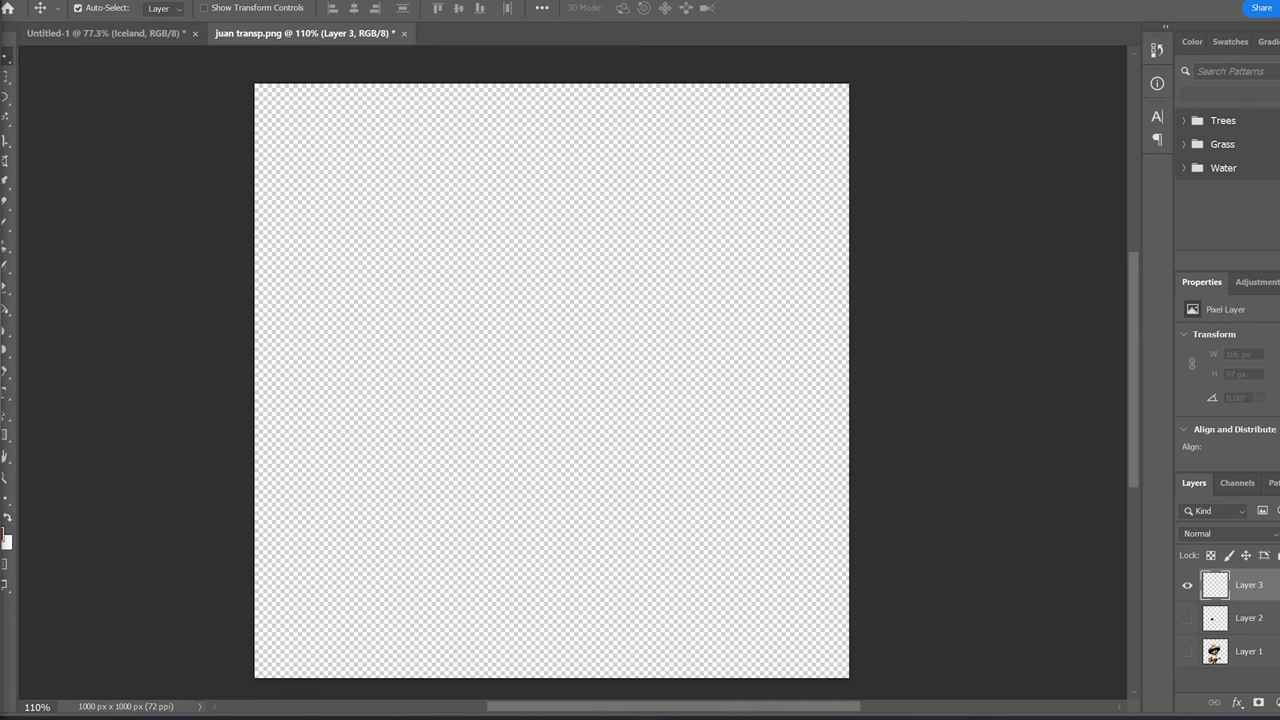 Auto-Select: Layer Show Transform Controls 3D Mode: Share
Untitled-1 @ 77.3% (Iceland, RGB/8) * × juan transp.png @ 110% (Layer 3, RGB/8) * ×
Color Swatches
Search Patterns
Trees
Grass
Water
Properties
Pixel Layer
Transform
W 106 px
H 97 px
0.00°
Align and Distribute
Align:
Layers Channels
Kind
Normal
Lock:
Layer 3
Layer 2
Layer 1
fx
110% 1000 px x 1000 px (72 ppi)